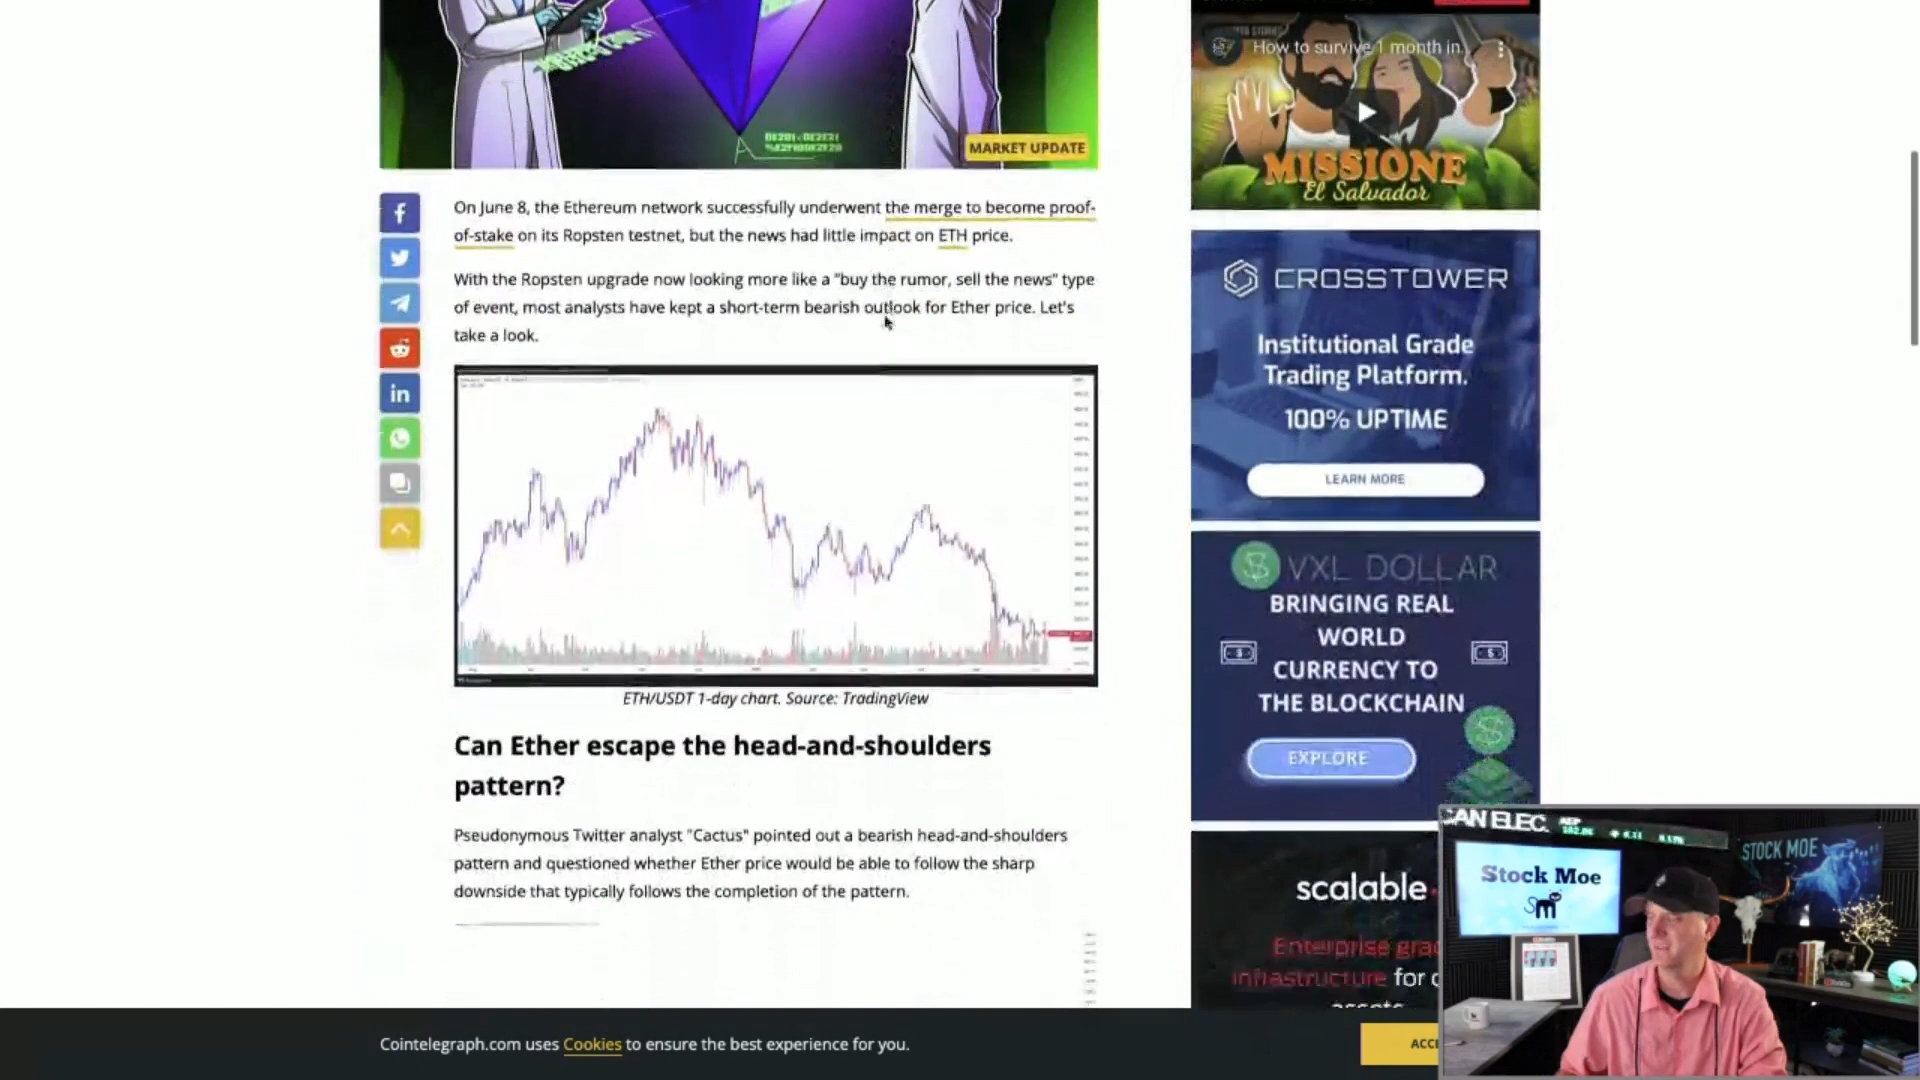 How to survive 1 month in...
MISSIONE
El Salvador
MARKET UPDATE
On June 8, the Ethereum network successfully underwent the merge to become proof-
of-stake on its Ropsten testnet, but the news had little impact on ETH price.
With the Ropsten upgrade now looking more like a "buy the rumor, sell the news" type
of event, most analysts have kept a short-term bearish outlook for Ether price. Let's
take a look.
ETH/USDT 1-day chart. Source: TradingView
Can Ether escape the head-and-shoulders
pattern?
Pseudonymous Twitter analyst "Cactus" pointed out a bearish head-and-shoulders
pattern and questioned whether Ether price would be able to follow the sharp
downside that typically follows the completion of the pattern.
CROSSTOWER
Institutional Grade
Trading Platform.
100% UPTIME
LEARN MORE
VXL DOLLAR
BRINGING REAL
WORLD
CURRENCY TO
THE BLOCKCHAIN
EXPLORE
scalable
Enterprise grad
infrastructure for d
assets
AN ELEC.
AEP
STOCK MOE
Stock Moe
Cointelegraph.com uses Cookies to ensure the best experience for you.
ACCE